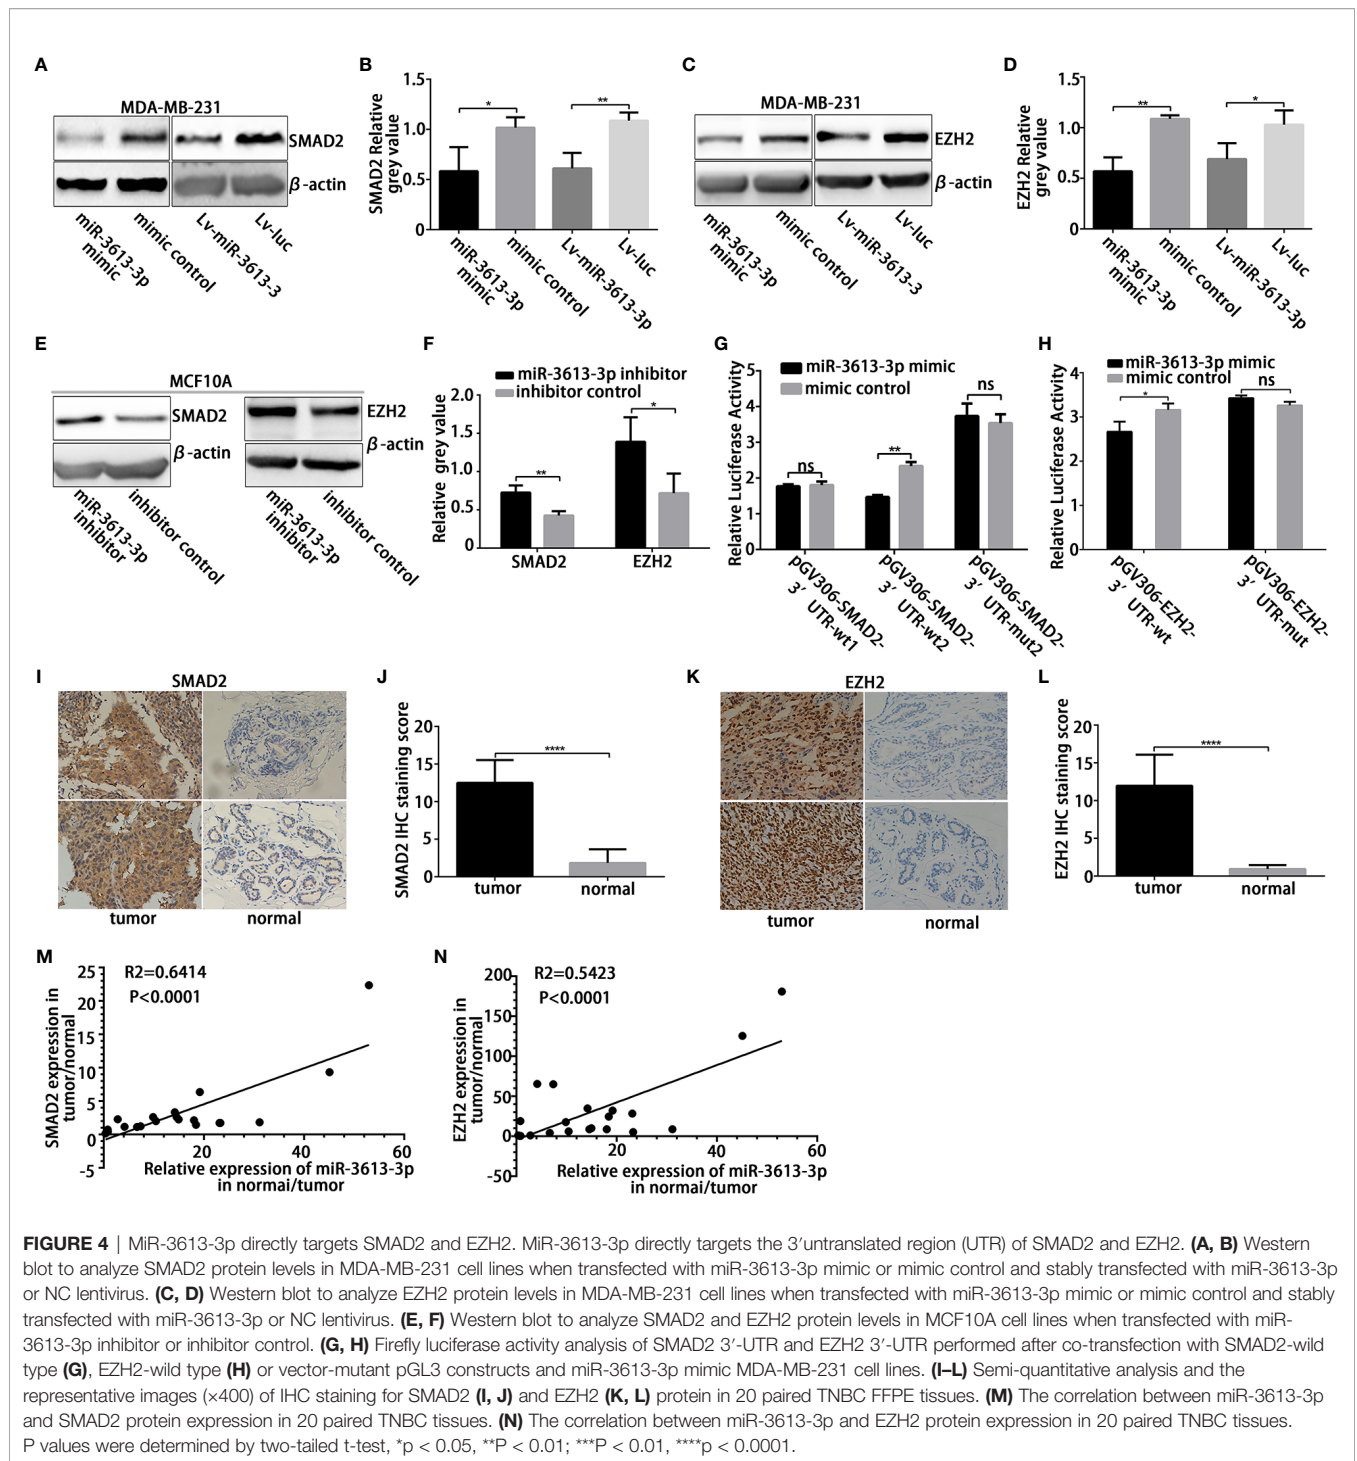 A
MDA-MB-231
SMAD2
β-actin
miR-3613-3p
mimic
mimic control
Lv-miR-3613-3
Lv-luc
B
SMAD2 Relative
grey value
1.5
1.0
0.5
0
*
**
miR-3613-3p
mimic
mimic control
Lv-miR-3613-3p
Lv-luc
C
MDA-MB-231
EZH2
β-actin
miR-3613-3p
mimic
mimic control
Lv-miR-3613-3
Lv-luc
D
EZH2 Relative
grey value
1.5
1.0
0.5
0
**
*
miR-3613-3p
mimic
mimic control
Lv-miR-3613-3p
Lv-luc
E
MCF10A
SMAD2
β-actin
EZH2
β-actin
miR-3613-3p
inhibitor
inhibitor control
miR-3613-3p
inhibitor
inhibitor control
F
miR-3613-3p inhibitor
inhibitor control
Relative grey value
2.0
1.5
1.0
0.5
0
**
*
SMAD2
EZH2
G
miR-3613-3p mimic
mimic control
Relative Luciferase Activity
5
4
3
2
1
0
ns
**
ns
pGV306-SMAD2-
3′ UTR-wt1
pGV306-SMAD2-
3′ UTR-wt2
pGV306-SMAD2-
3′ UTR-mut2
H
miR-3613-3p mimic
mimic control
Relative Luciferase Activity
4
3
2
1
0
*
ns
pGV306-EZH2-
3′ UTR-wt
pGV306-EZH2-
3′ UTR-mut
I
SMAD2
tumor
normal
J
SMAD2 IHC staining score
20
15
10
5
0
****
tumor
normal
K
EZH2
tumor
normal
L
EZH2 IHC staining score
20
15
10
5
0
****
tumor
normal
M
R2=0.6414
P<0.0001
SMAD2 expression in
tumor/normal
25
20
15
10
5
0
-5
20
40
60
Relative expression of miR-3613-3p
in normai/tumor
N
R2=0.5423
P<0.0001
EZH2 expression in
tumor/normal
200
150
100
50
0
-50
20
40
60
Relative expression of miR-3613-3p
in normai/tumor
FIGURE 4 | MiR-3613-3p directly targets SMAD2 and EZH2. MiR-3613-3p directly targets the 3′untranslated region (UTR) of SMAD2 and EZH2. (A, B) Western
blot to analyze SMAD2 protein levels in MDA-MB-231 cell lines when transfected with miR-3613-3p mimic or mimic control and stably transfected with miR-3613-3p
or NC lentivirus. (C, D) Western blot to analyze EZH2 protein levels in MDA-MB-231 cell lines when transfected with miR-3613-3p mimic or mimic control and stably
transfected with miR-3613-3p or NC lentivirus. (E, F) Western blot to analyze SMAD2 and EZH2 protein levels in MCF10A cell lines when transfected with miR-
3613-3p inhibitor or inhibitor control. (G, H) Firefly luciferase activity analysis of SMAD2 3′-UTR and EZH2 3′-UTR performed after co-transfection with SMAD2-wild
type (G), EZH2-wild type (H) or vector-mutant pGL3 constructs and miR-3613-3p mimic MDA-MB-231 cell lines. (I–L) Semi-quantitative analysis and the
representative images (×400) of IHC staining for SMAD2 (I, J) and EZH2 (K, L) protein in 20 paired TNBC FFPE tissues. (M) The correlation between miR-3613-3p
and SMAD2 protein expression in 20 paired TNBC tissues. (N) The correlation between miR-3613-3p and EZH2 protein expression in 20 paired TNBC tissues.
P values were determined by two-tailed t-test, *p < 0.05, **P < 0.01; ***P < 0.01, ****p < 0.0001.